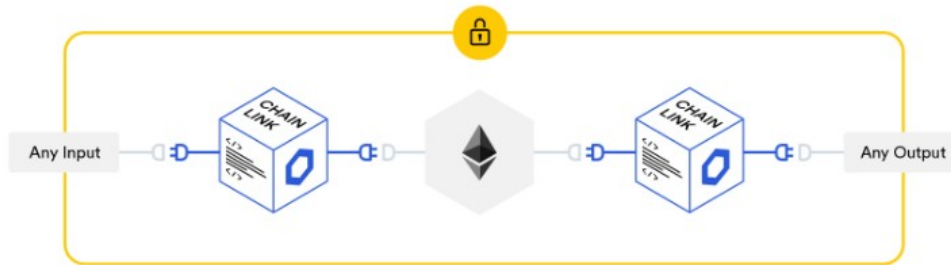 Any Input
CHAIN
LINK
<I>
<I>
CHAIN
LINK
<I>
<I>
Any Output